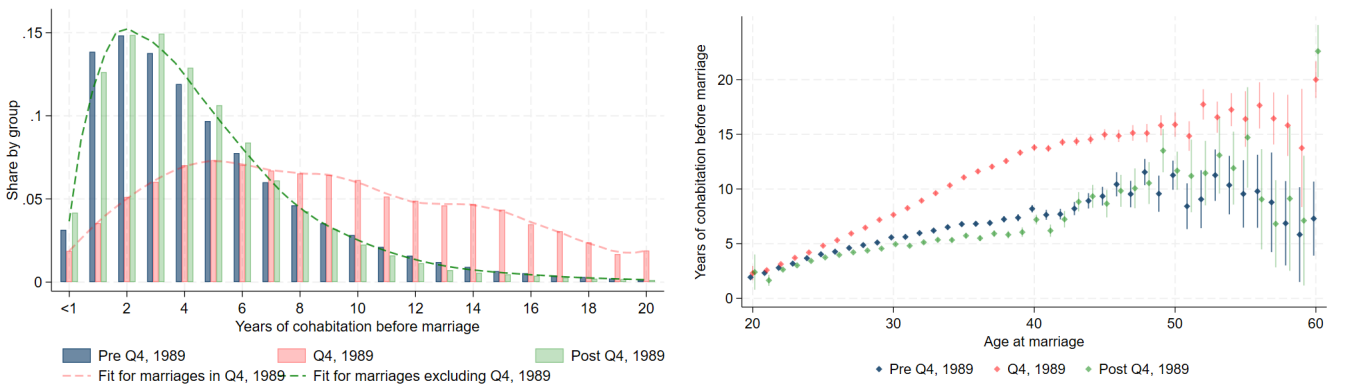 Share by group
.15
.1
.05
0
<1
2
4
6
8
10
12
14
16
18
20
Years of cohabitation before marriage
Pre Q4, 1989
Q4, 1989
Post Q4, 1989
Fit for marriages in Q4, 1989
Fit for marriages excluding Q4, 1989
Years of cohabitation before marriage
20
15
10
5
0
20
30
40
50
60
Age at marriage
Pre Q4, 1989
Q4, 1989
Post Q4, 1989